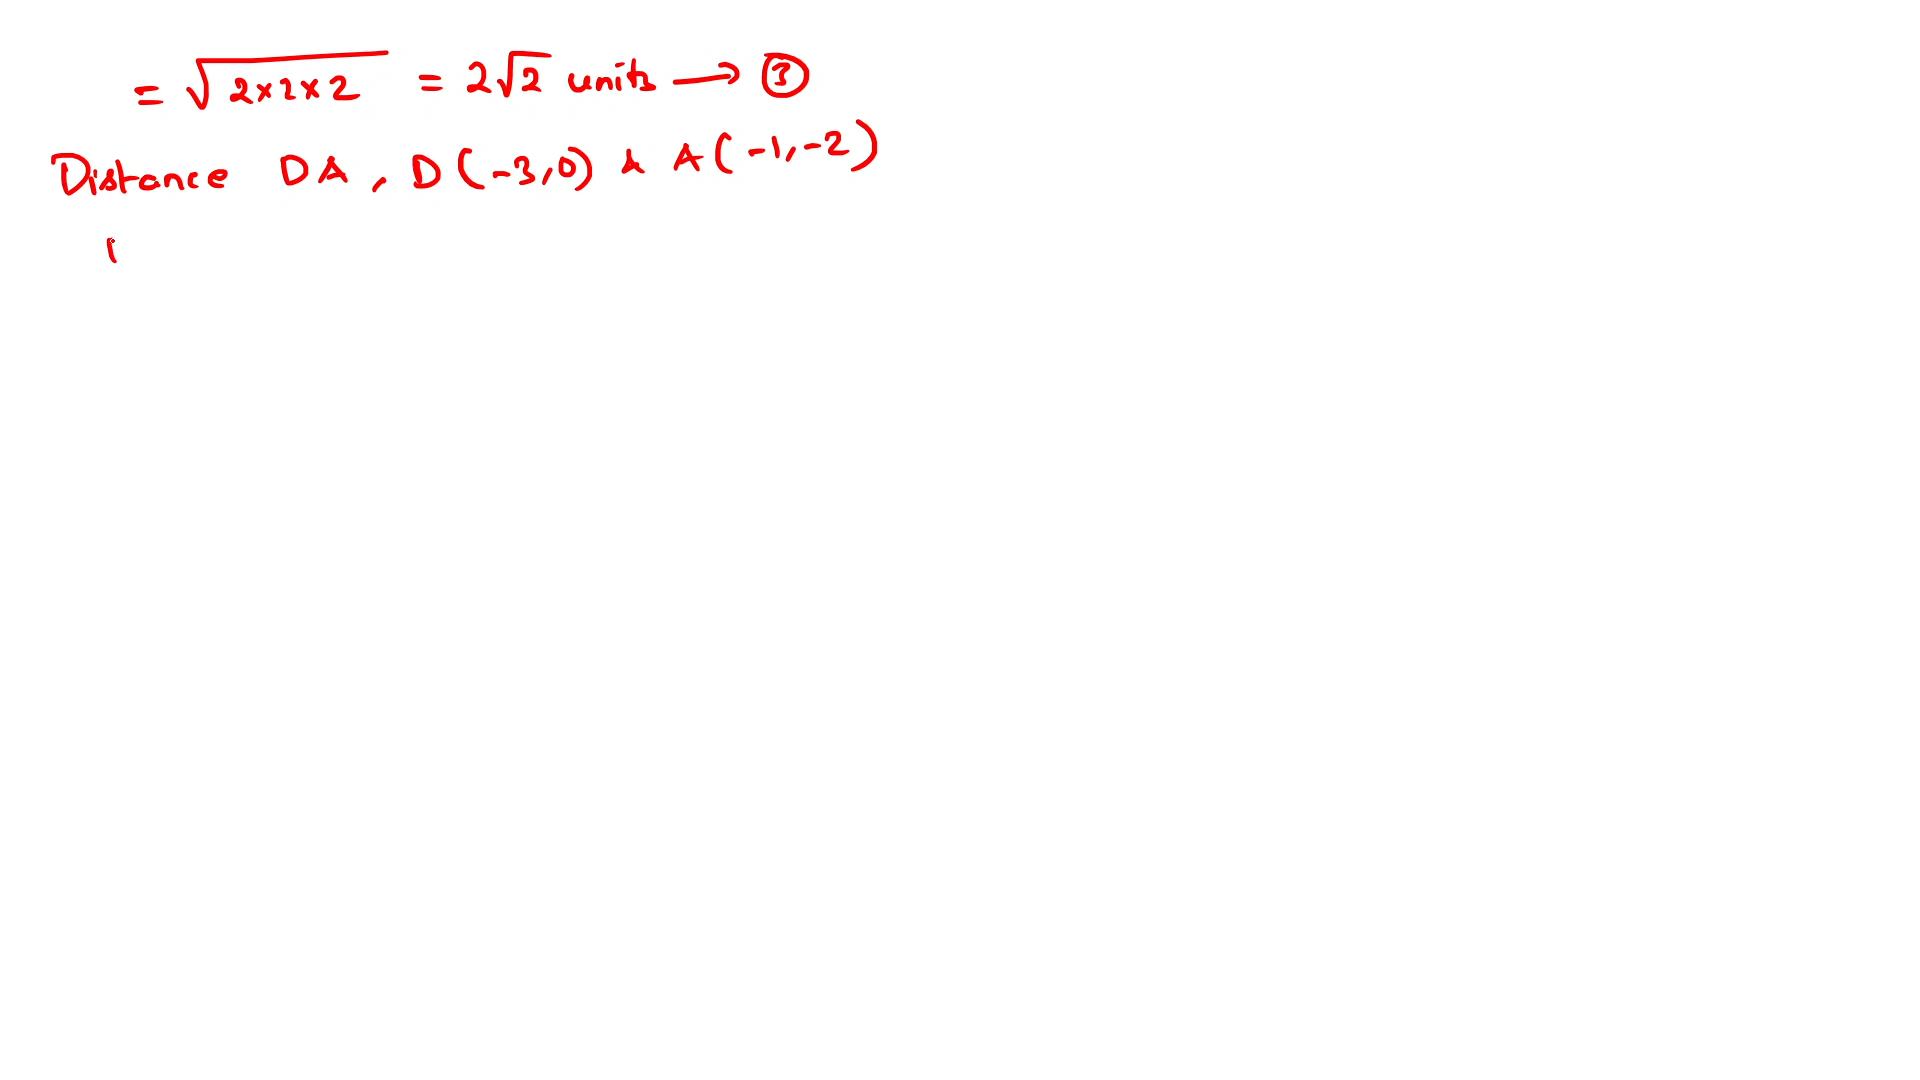 = √2×2×2 = 2√2 units → ③
Distance DA, D(-3,0) & A(-1,-2)